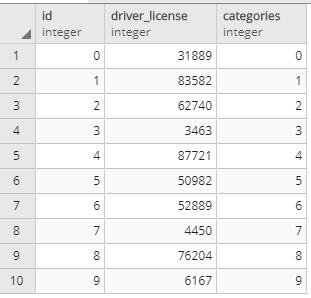 id driver_license categories
integer integer integer
1 0 31889 0
2 1 83582 1
3 2 62740 2
4 3 3463 3
5 4 87721 4
6 5 50982 5
7 6 52889 6
8 7 4450 7
9 8 76204 8
10 9 6167 9